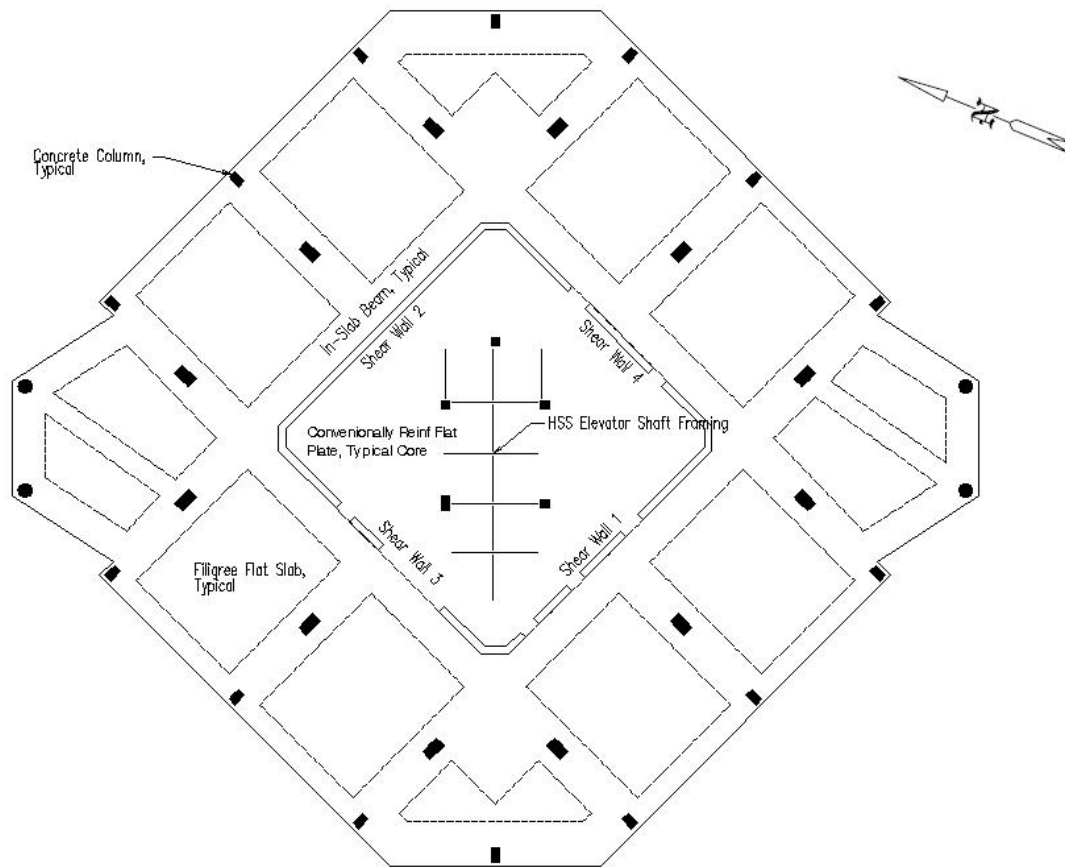 N
Concrete Column,
Typical
In-Slab Beam, Typical
Shear Wall 2
Shear Wall 4
HSS Elevator Shaft Framing
Convenionally Reinf Flat
Plate, Typical Core
Shear Wall 3
Shear Wall 1
Filigree Flat Slab,
Typical